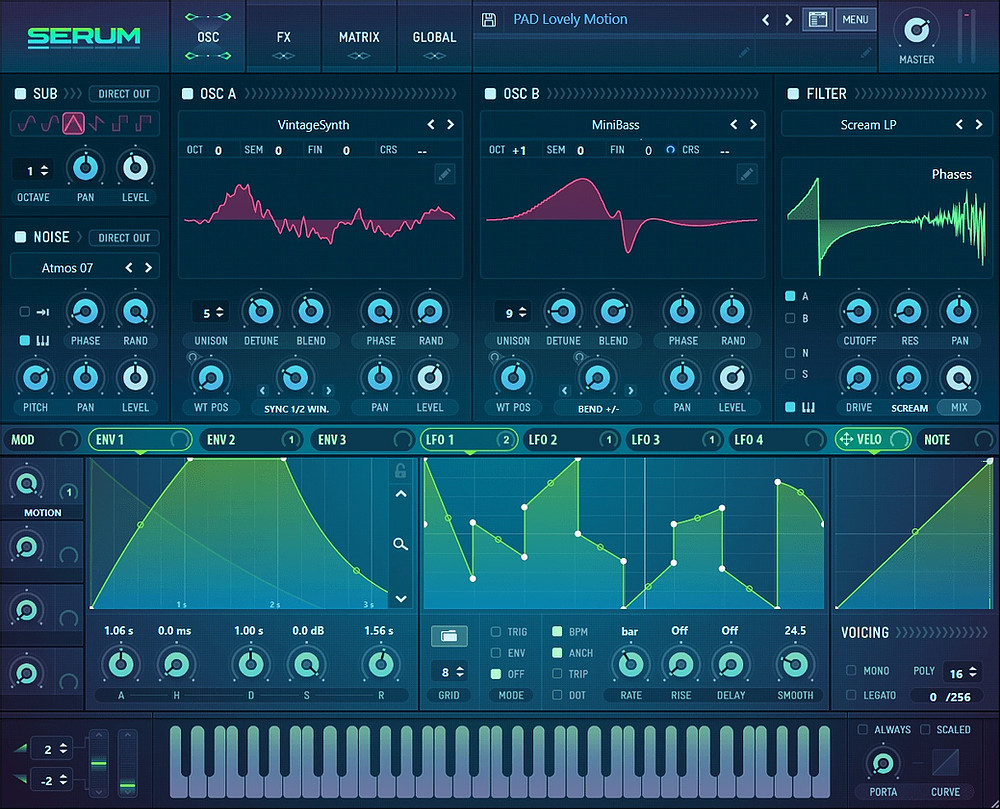 SERUM
OSC FX MATRIX GLOBAL
PAD Lovely Motion
MENU
MASTER
SUB DIRECT OUT
1
OCTAVE PAN LEVEL
NOISE DIRECT OUT
Atmos 07
PHASE RAND
PITCH PAN LEVEL
OSC A
VintageSynth
OCT 0 SEM 0 FIN 0 CRS --
5
UNISON DETUNE BLEND PHASE RAND
WT POS SYNC 1/2 WIN. PAN LEVEL
OSC B
MiniBass
OCT +1 SEM 0 FIN 0 CRS --
9
UNISON DETUNE BLEND PHASE RAND
WT POS BEND +/- PAN LEVEL
FILTER
Scream LP
Phases
A
B
N
S
CUTOFF RES PAN
DRIVE SCREAM MIX
MOD ENV 1 ENV 2 1 ENV 3 LFO 1 2 LFO 2 1 LFO 3 1 LFO 4 VELO NOTE
1
MOTION
1s 2s 3s
1.06 s 0.0 ms 1.00 s 0.0 dB 1.56 s
A H D S R
8
GRID
TRIG
ENV
OFF
MODE
BPM
ANCH
TRIP
DOT
bar Off Off 24.5
RATE RISE DELAY SMOOTH
VOICING
MONO POLY 16
LEGATO 0 /256
2
-2
ALWAYS SCALED
PORTA CURVE